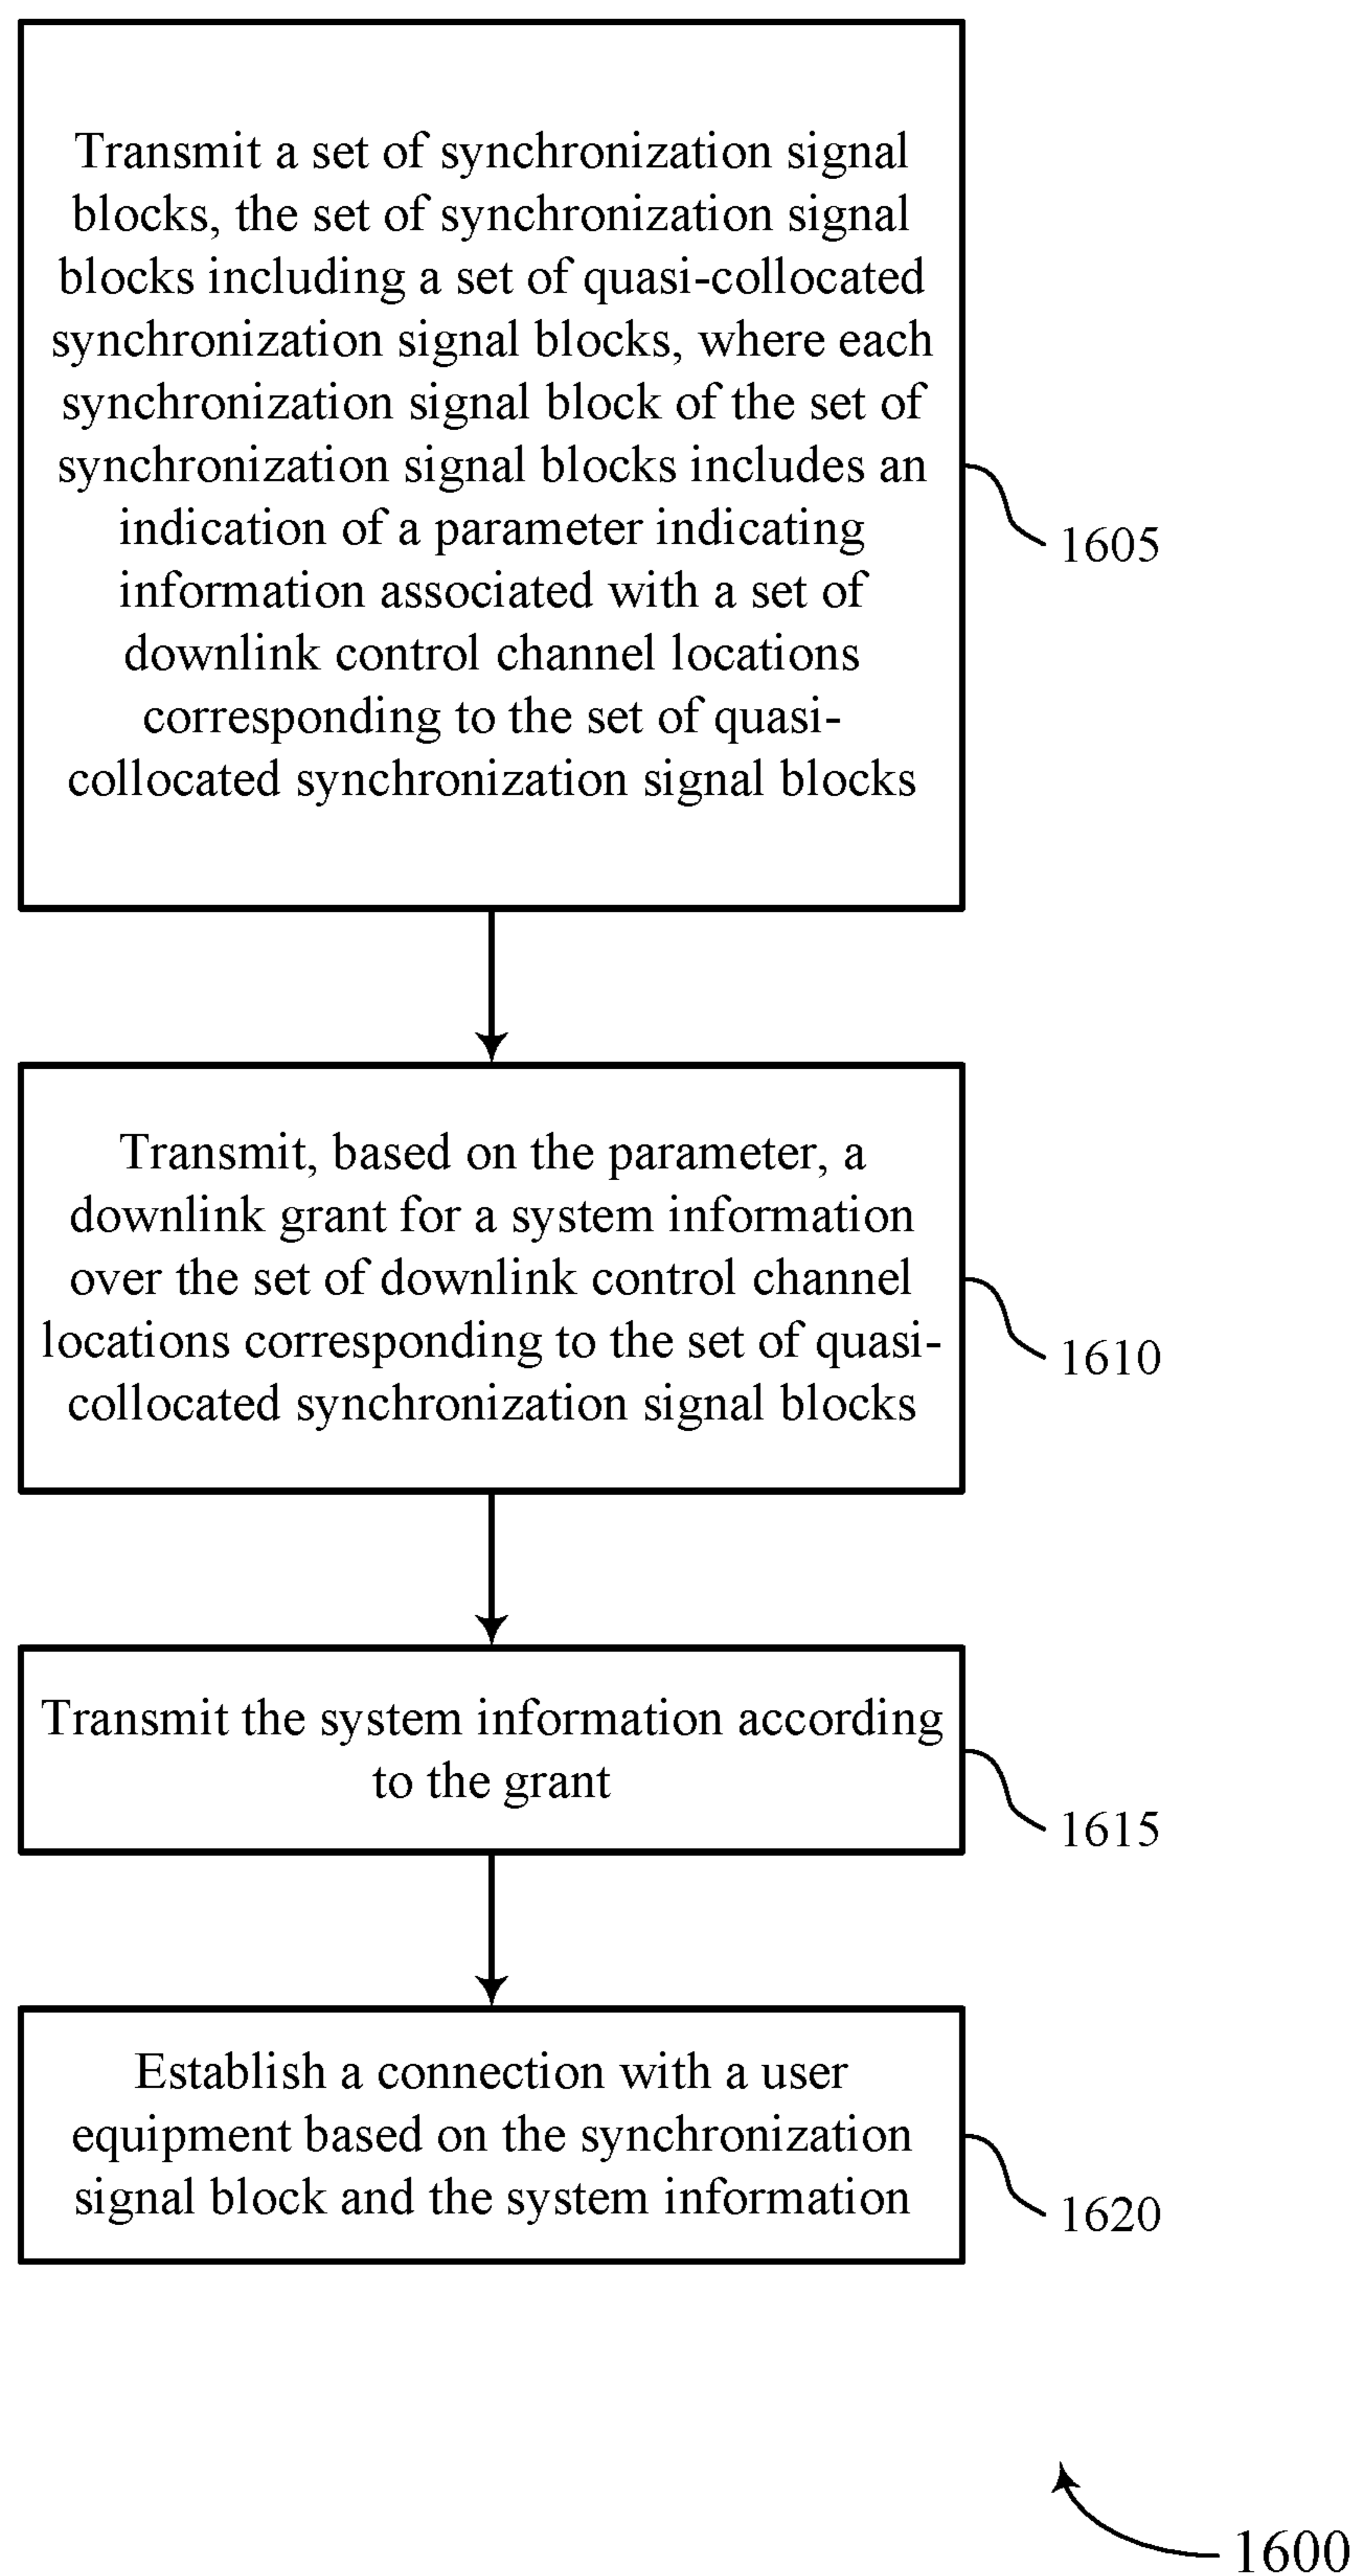 Transmit a set of synchronization signal
blocks, the set of synchronization signal
blocks including a set of quasi-collocated
synchronization signal blocks, where each
synchronization signal block of the set of
synchronization signal blocks includes an
indication of a parameter indicating
information associated with a set of
downlink control channel locations
corresponding to the set of quasi-
collocated synchronization signal blocks
1605
Transmit, based on the parameter, a
downlink grant for a system information
over the set of downlink control channel
locations corresponding to the set of quasi-
collocated synchronization signal blocks
1610
Transmit the system information according
to the grant
1615
Establish a connection with a user
equipment based on the synchronization
signal block and the system information
1620
1600